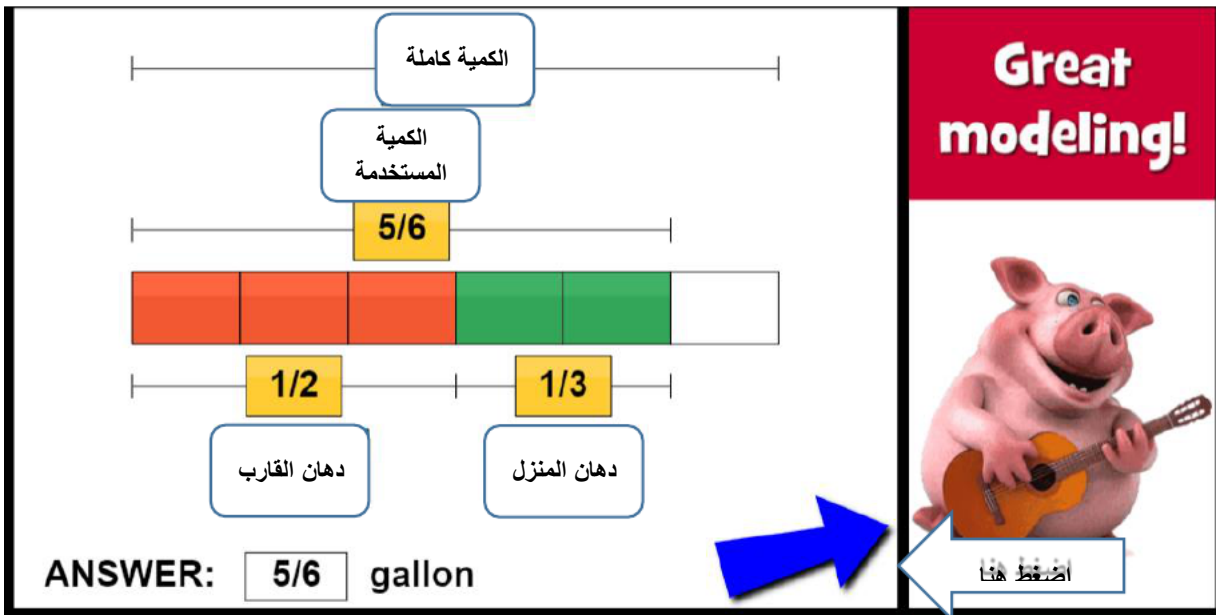 الكمية كاملة
Great
modeling!
الكمية
المستخدمة
5/6
1/2
1/3
دهان القارب
دهان المنزل
ANSWER: 5/6 gallon
اضغط هنا